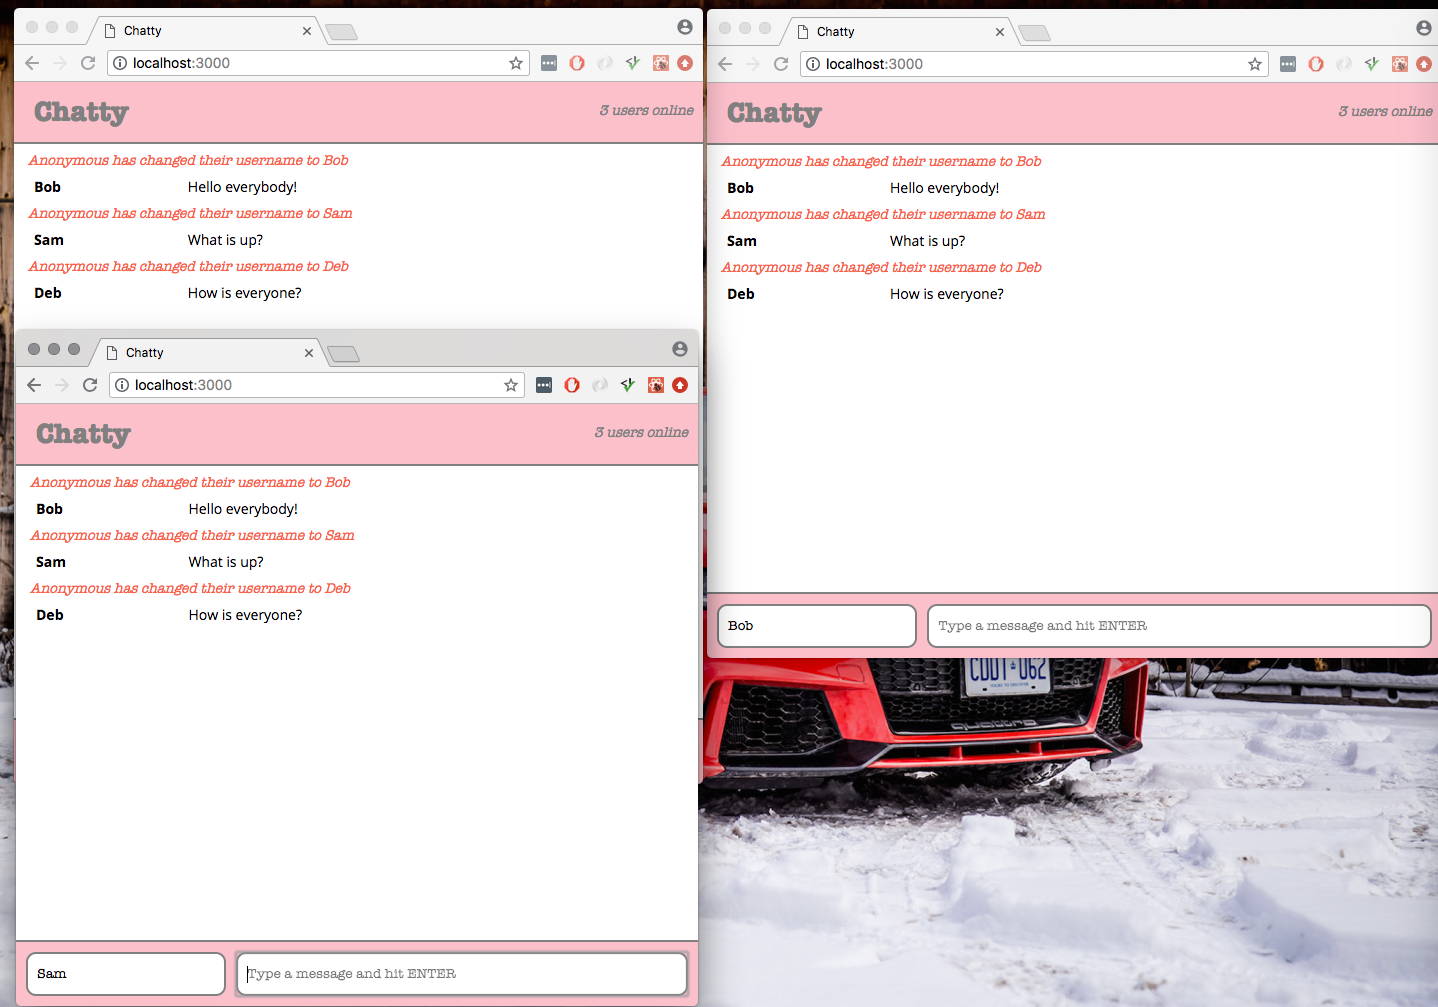 Chatty
localhost:3000
Chatty
3 users online
Anonymous has changed their username to Bob
Bob Hello everybody!
Anonymous has changed their username to Sam
Sam What is up?
Anonymous has changed their username to Deb
Deb How is everyone?
Chatty
localhost:3000
Chatty
3 users online
Anonymous has changed their username to Bob
Bob Hello everybody!
Anonymous has changed their username to Sam
Sam What is up?
Anonymous has changed their username to Deb
Deb How is everyone?
Sam Type a message and hit ENTER
Chatty
localhost:3000
Chatty
3 users online
Anonymous has changed their username to Bob
Bob Hello everybody!
Anonymous has changed their username to Sam
Sam What is up?
Anonymous has changed their username to Deb
Deb How is everyone?
Bob Type a message and hit ENTER
quattro